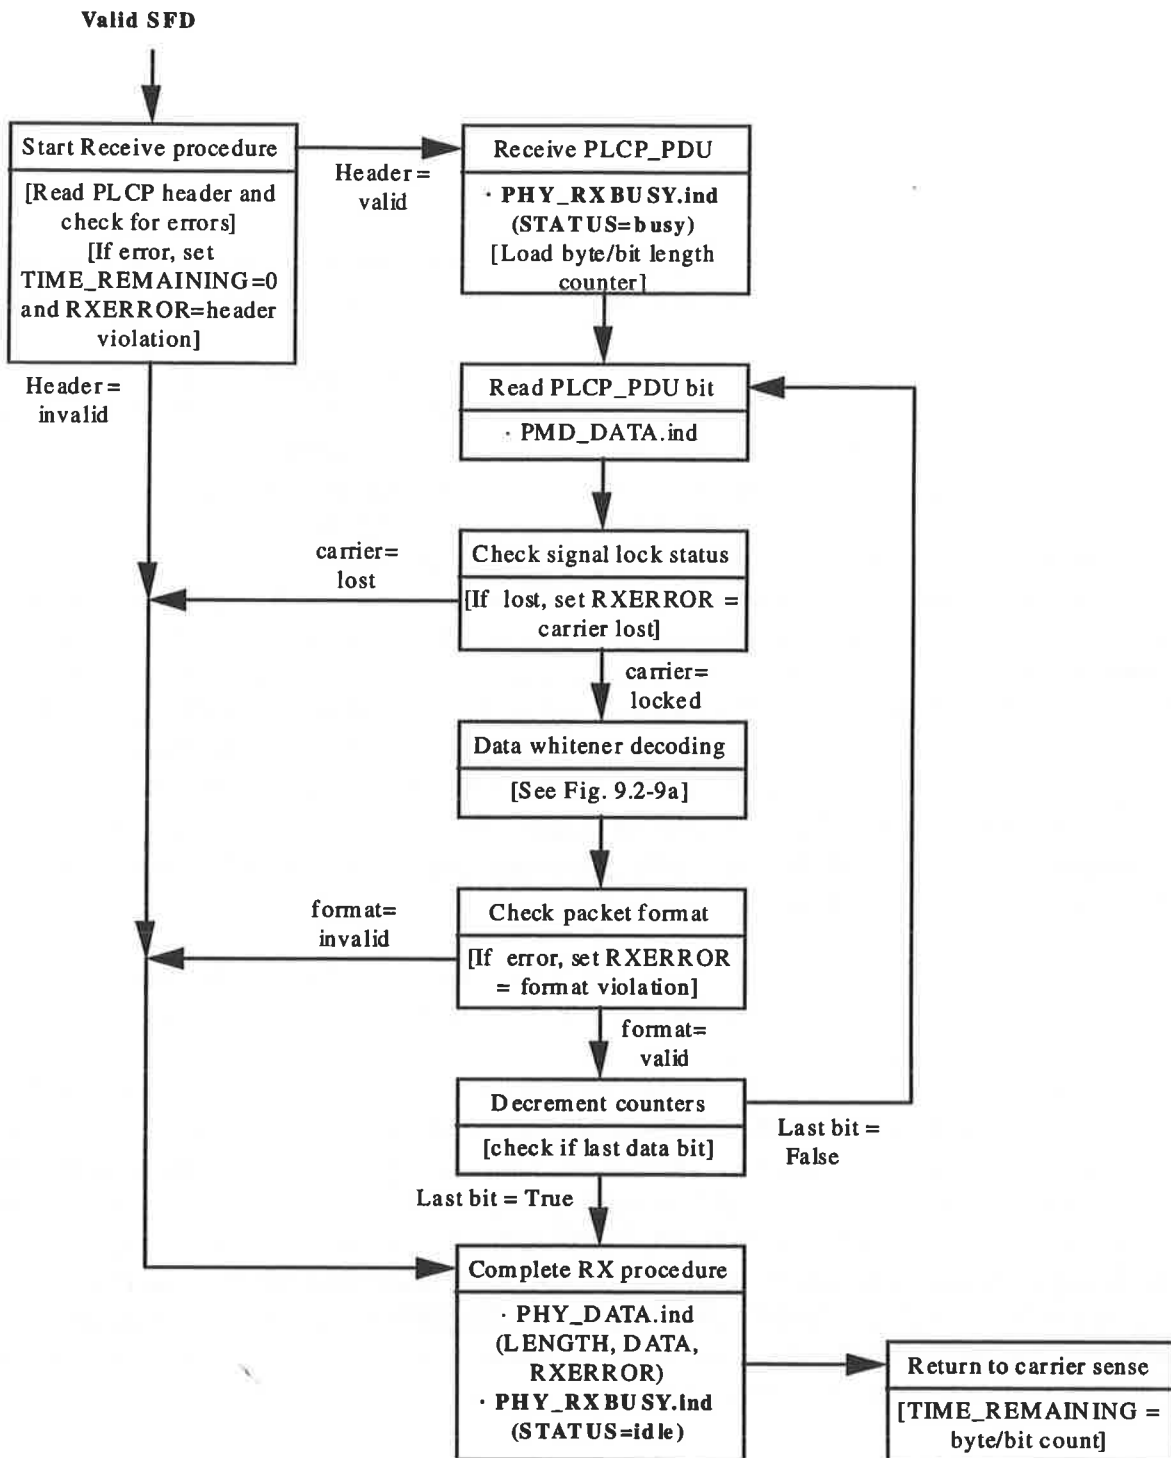 Valid SFD
Start Receive procedure
[Read PLCP header and
check for errors]
[If error, set
TIME_REMAINING=0
and RXERROR=header
violation]
Header=
valid
Receive PLCP_PDU
· PHY_RXBUSY.ind
(STATUS=busy)
[Load byte/bit length
counter]
Header=
invalid
Read PLCP_PDU bit
· PMD_DATA.ind
carrier=
lost
Check signal lock status
[If lost, set RXERROR =
carrier lost]
carrier=
locked
Data whitener decoding
[See Fig. 9.2-9a]
format=
invalid
Check packet format
[If error, set RXERROR
= format violation]
format=
valid
Decrement counters
[check if last data bit]
Last bit =
False
Last bit = True
Complete RX procedure
· PHY_DATA.ind
(LENGTH, DATA,
RXERROR)
· PHY_RXBUSY.ind
(STATUS=idle)
Return to carrier sense
[TIME_REMAINING =
byte/bit count]